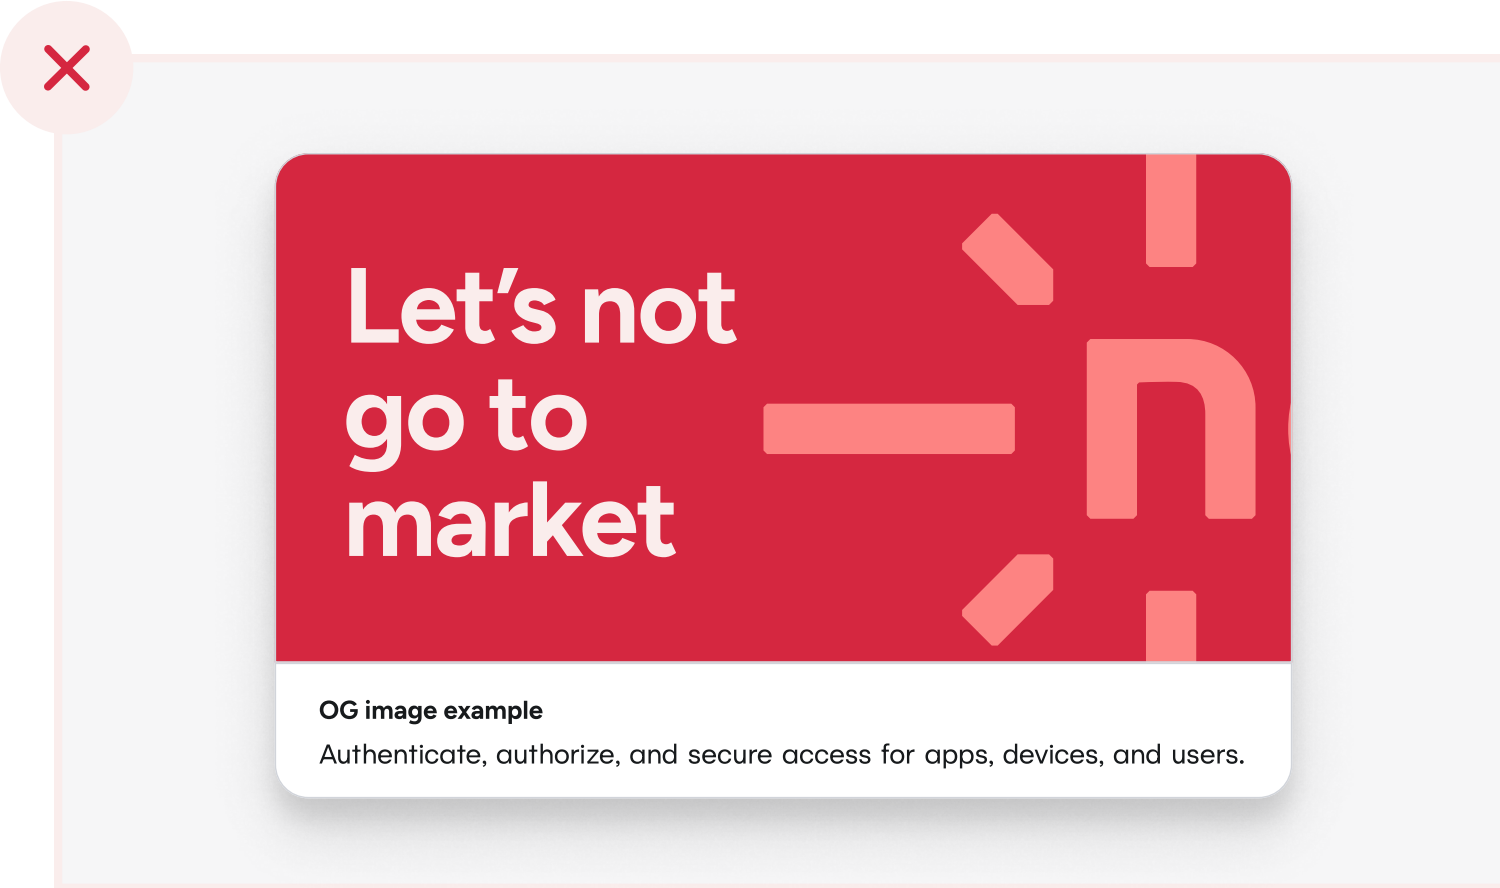 Let’s not
go to
market
n
OG image example
Authenticate, authorize, and secure access for apps, devices, and users.